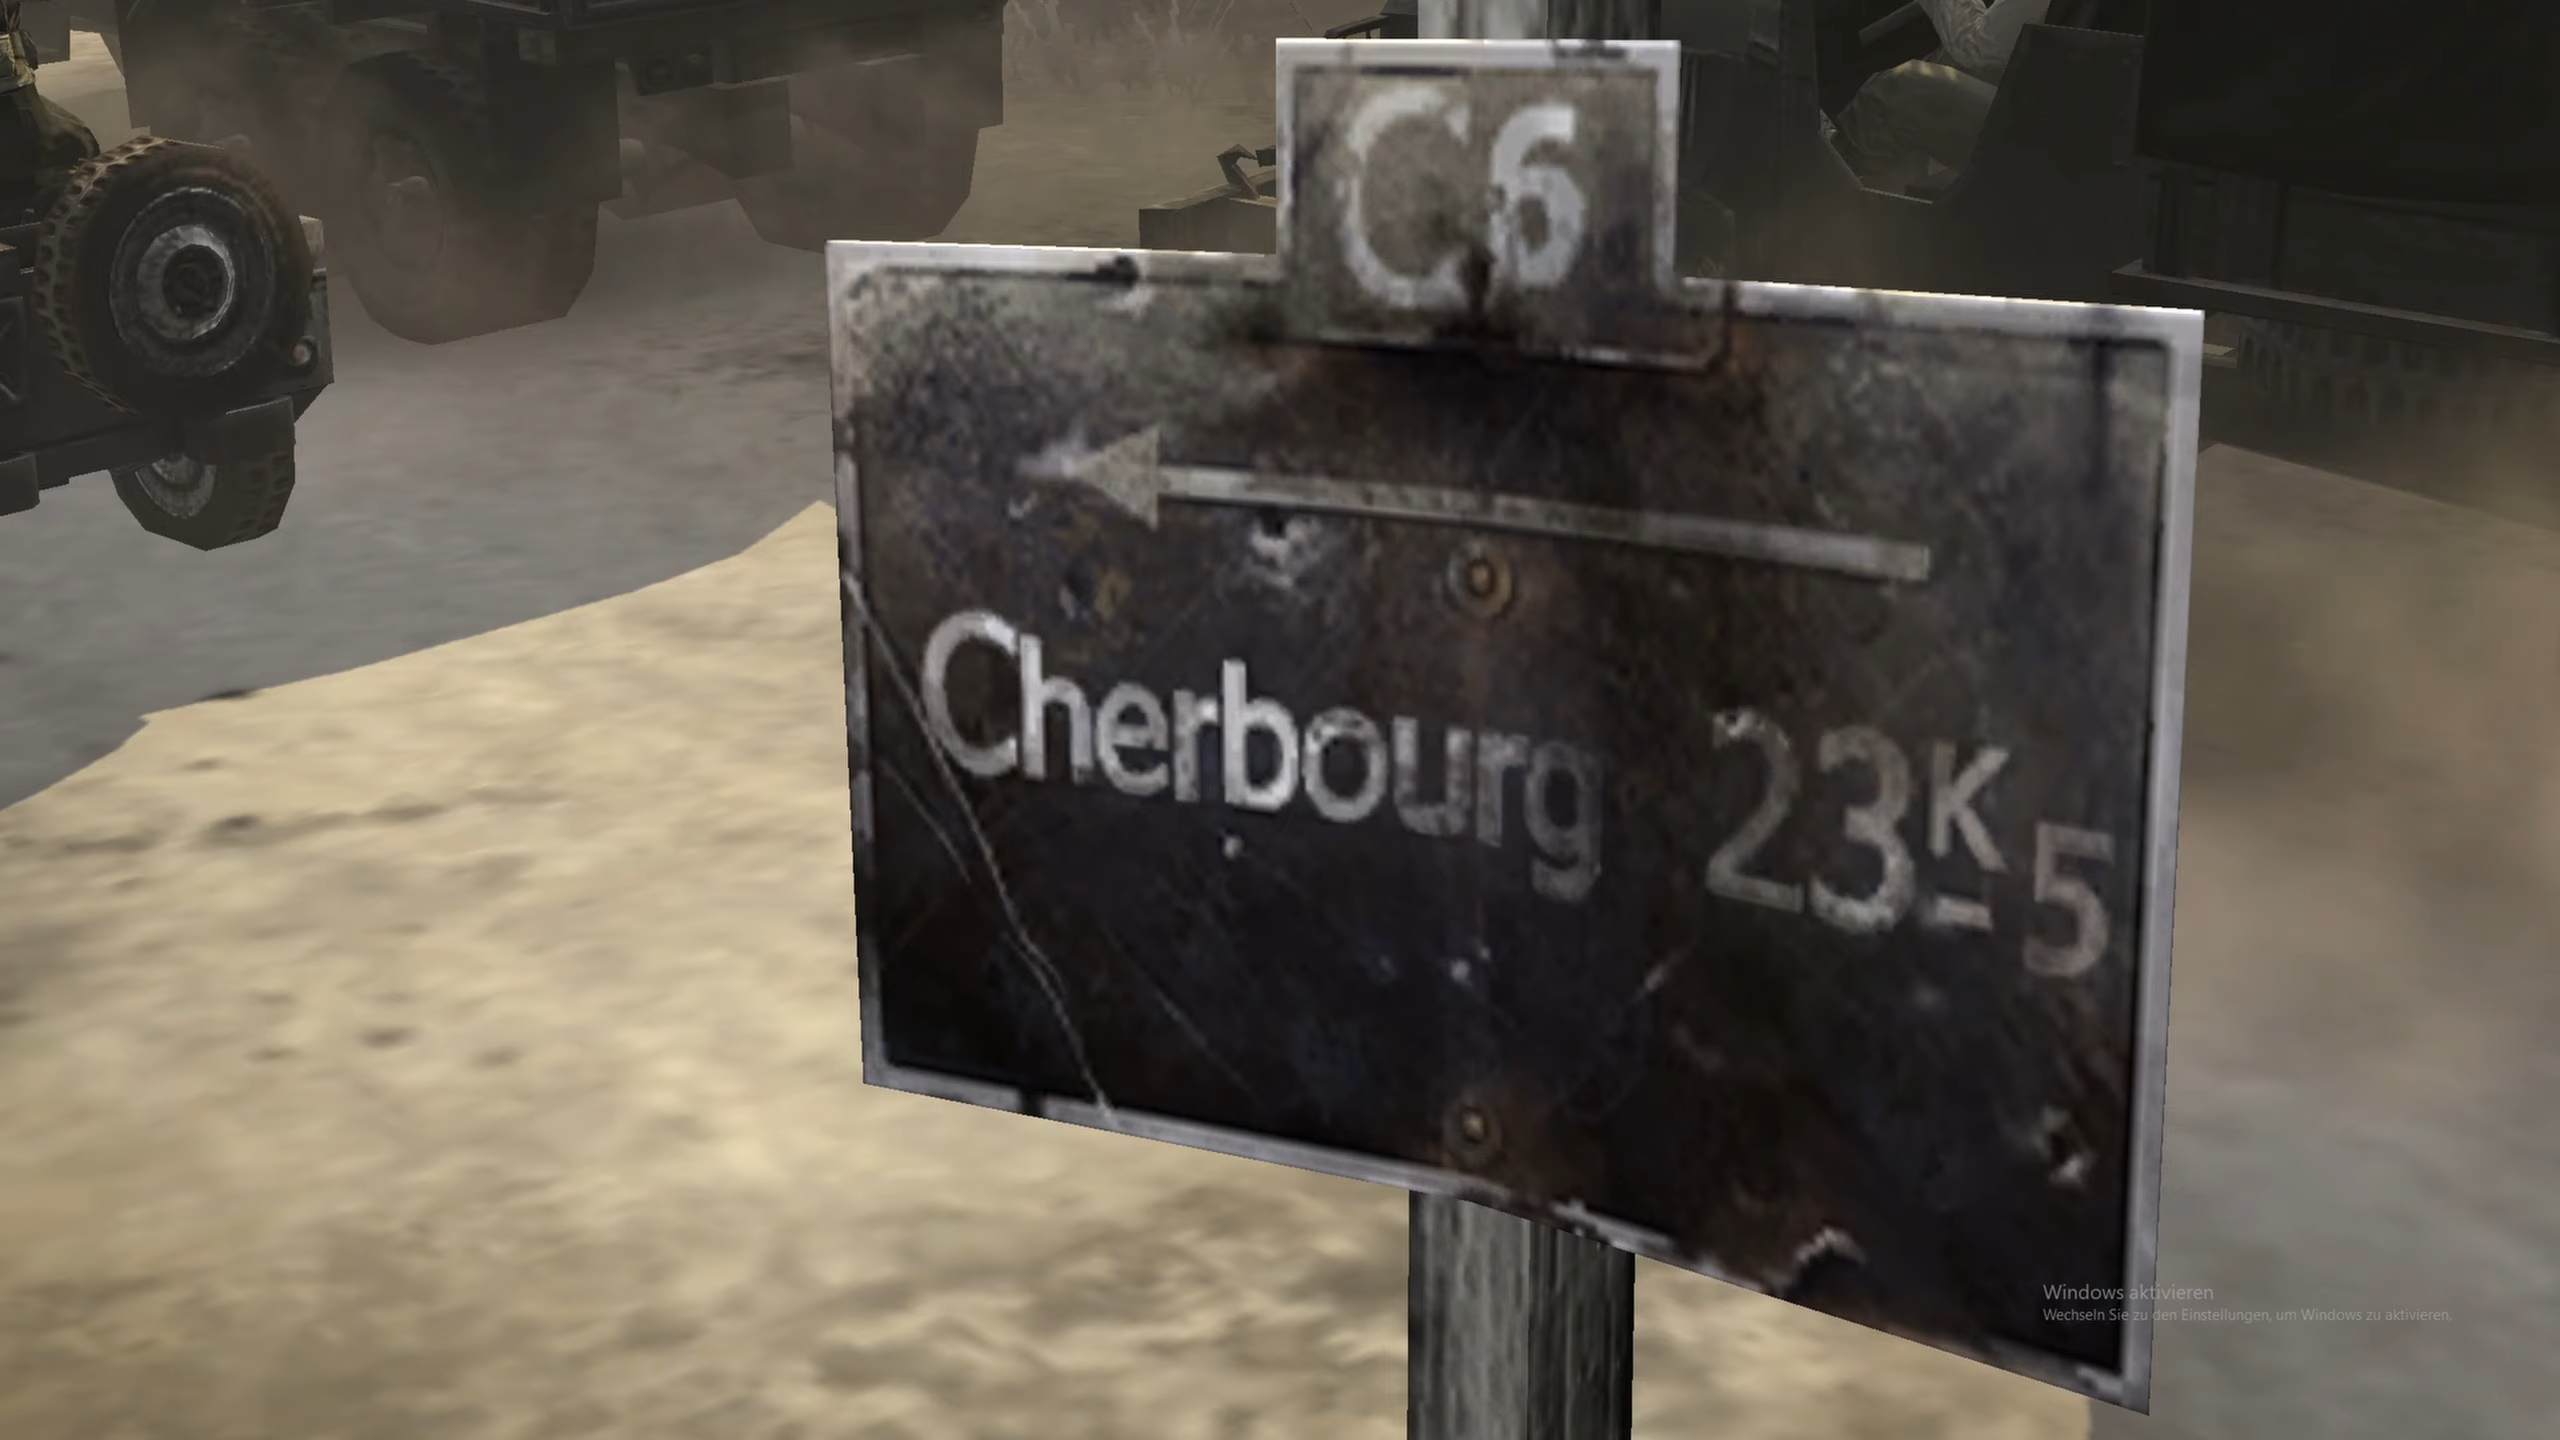 C6
Cherbourg 23K5
Windows aktivieren
Wechseln Sie zu den Einstellungen, um Windows zu aktivieren.